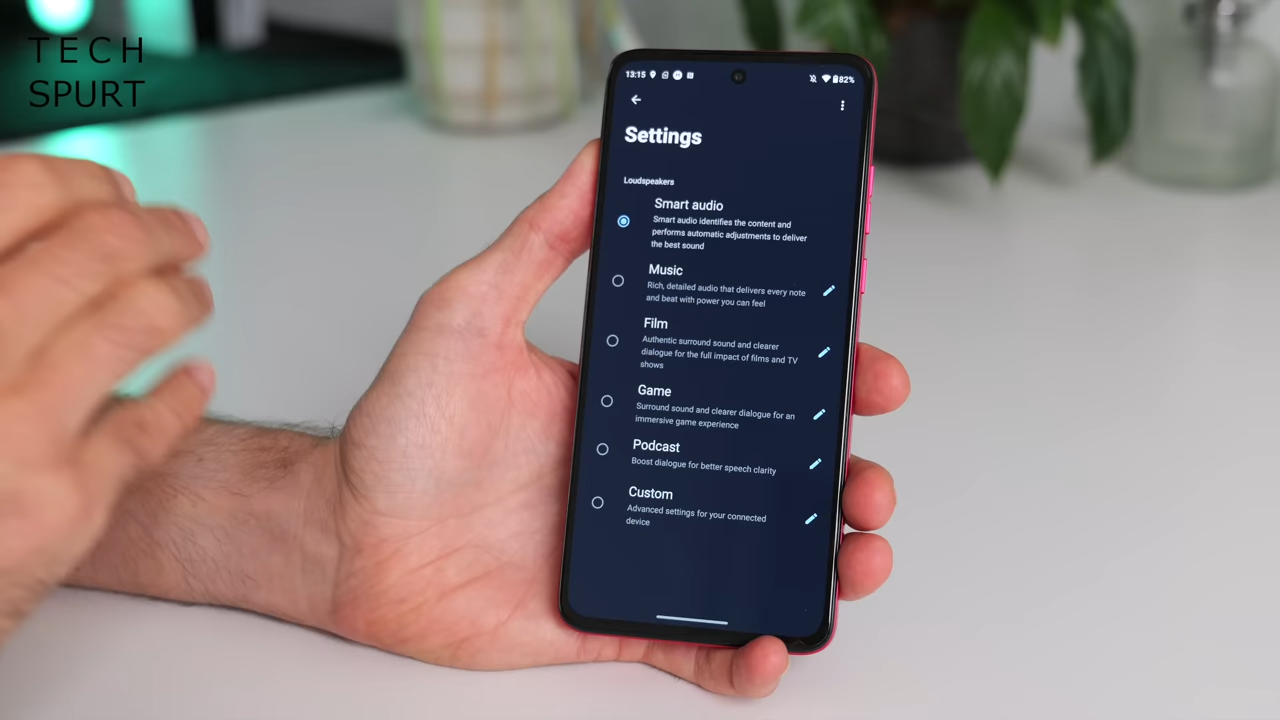 TECH
SPURT
13:15
82%
Settings
Loudspeakers
Smart audio
Smart audio identifies the content and
performs automatic adjustments to deliver
the best sound
Music
Rich, detailed audio that delivers every note
and beat with power you can feel
Film
Authentic surround sound and clearer
dialogue for the full impact of films and TV
shows
Game
Surround sound and clearer dialogue for an
immersive game experience
Podcast
Boost dialogue for better speech clarity
Custom
Advanced settings for your connected
device